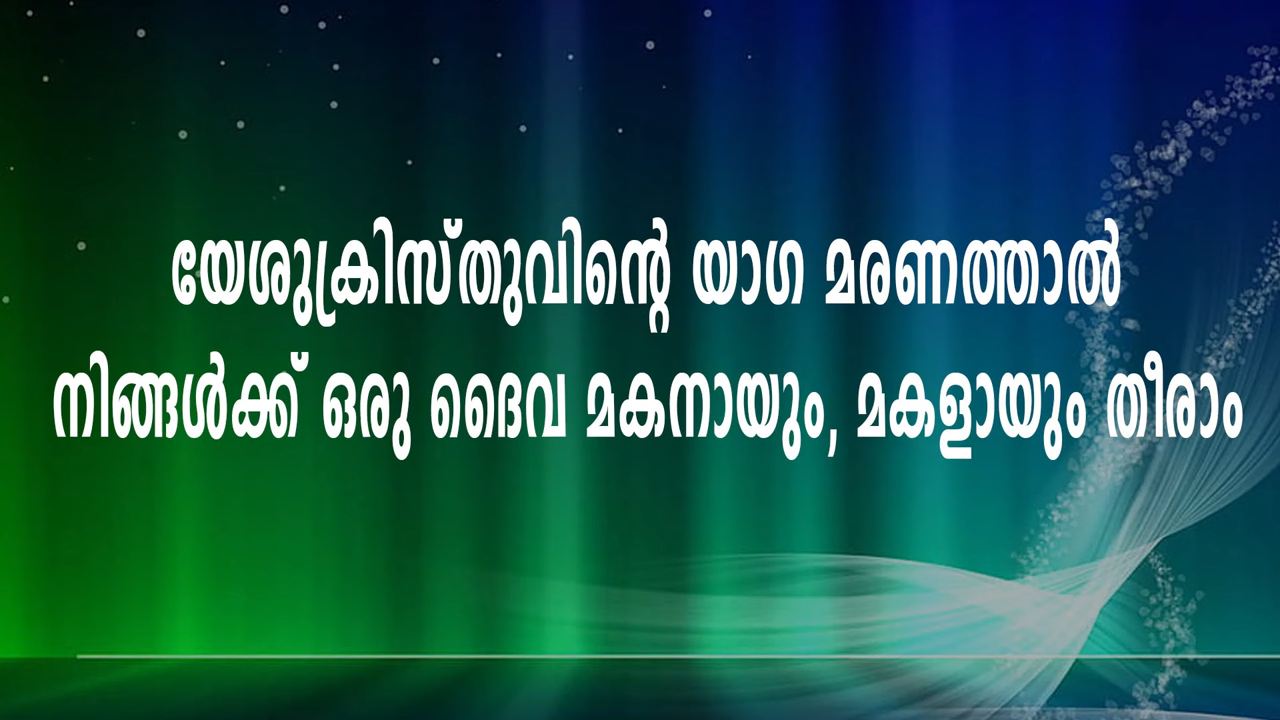 യേശുക്രിസ്തുവിന്റെ യാഗ മരണത്താൽ
നിങ്ങൾക്ക് ഒരു ദൈവ മകനായും, മകളായും തീരാം